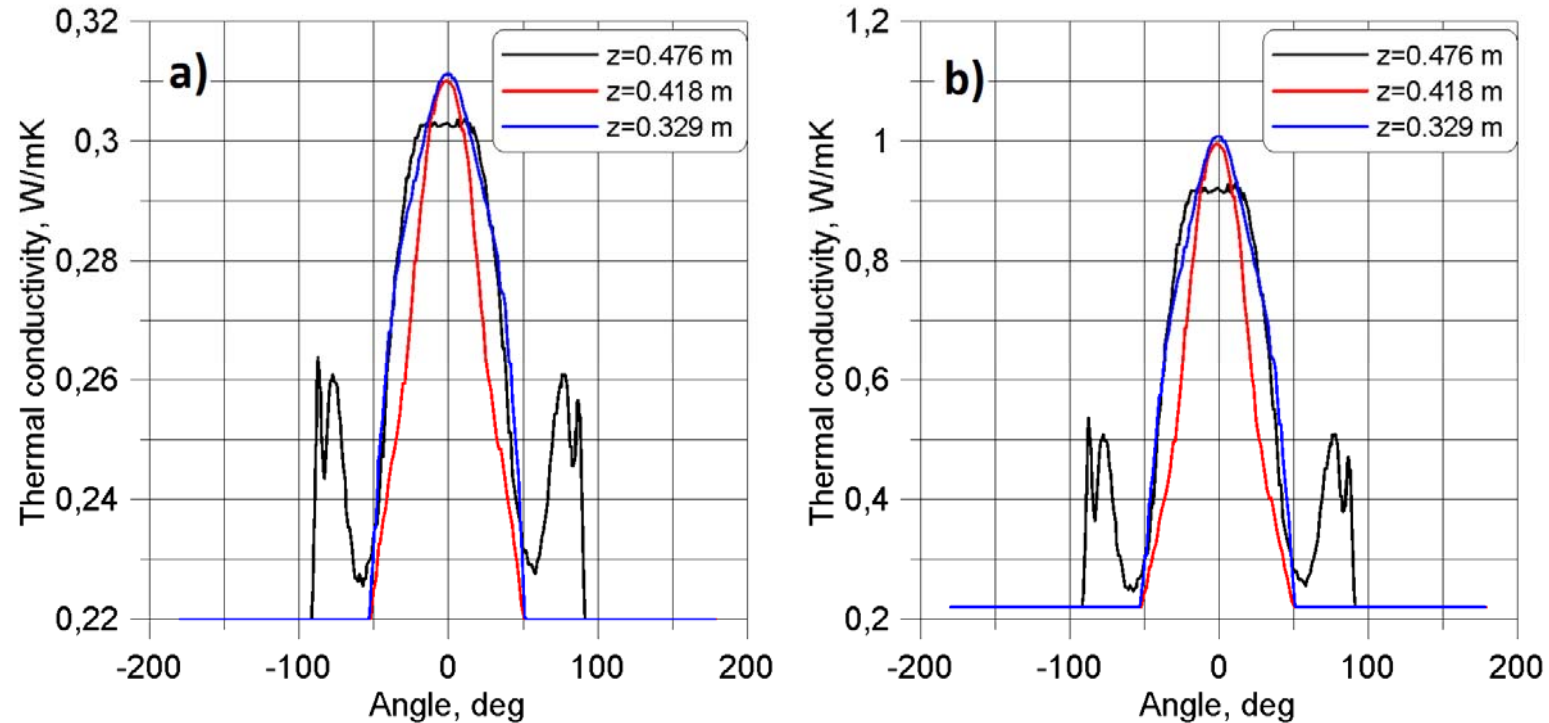 a)
z=0.476 m
z=0.418 m
z=0.329 m
Thermal conductivity, W/mK
0,32
0,3
0,28
0,26
0,24
0,22
-200 -100 0 100 200
Angle, deg
b)
z=0.476 m
z=0.418 m
z=0.329 m
Thermal conductivity, W/mK
1,2
1
0,8
0,6
0,4
0,2
-200 -100 0 100 200
Angle, deg